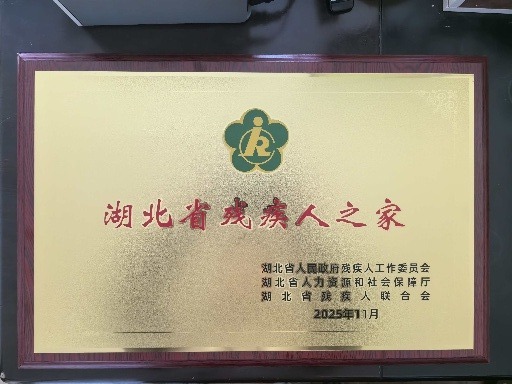 湖北省残疾人之家
湖北省人民政府残疾人工作委员会
湖北省人力资源和社会保障厅
湖北省残疾人联合会
2025年11月